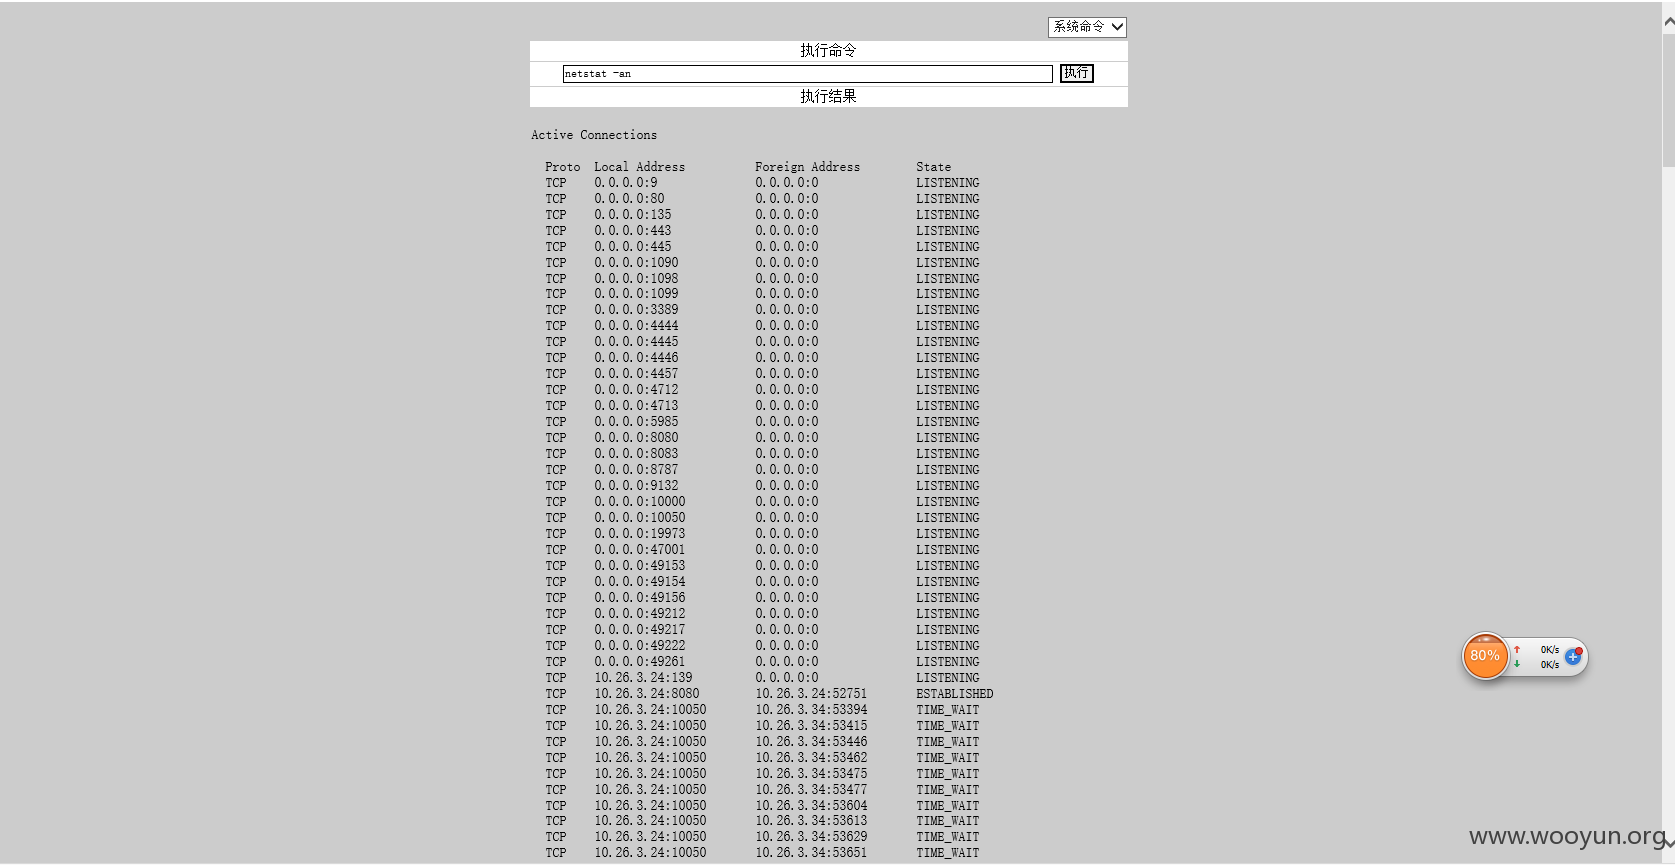 系统命令
执行命令
netstat -an 执行
执行结果
Active Connections
Proto Local Address Foreign Address State
TCP 0.0.0.0:9 0.0.0.0:0 LISTENING
TCP 0.0.0.0:80 0.0.0.0:0 LISTENING
TCP 0.0.0.0:135 0.0.0.0:0 LISTENING
TCP 0.0.0.0:443 0.0.0.0:0 LISTENING
TCP 0.0.0.0:445 0.0.0.0:0 LISTENING
TCP 0.0.0.0:1090 0.0.0.0:0 LISTENING
TCP 0.0.0.0:1098 0.0.0.0:0 LISTENING
TCP 0.0.0.0:1099 0.0.0.0:0 LISTENING
TCP 0.0.0.0:3389 0.0.0.0:0 LISTENING
TCP 0.0.0.0:4444 0.0.0.0:0 LISTENING
TCP 0.0.0.0:4445 0.0.0.0:0 LISTENING
TCP 0.0.0.0:4446 0.0.0.0:0 LISTENING
TCP 0.0.0.0:4457 0.0.0.0:0 LISTENING
TCP 0.0.0.0:4712 0.0.0.0:0 LISTENING
TCP 0.0.0.0:4713 0.0.0.0:0 LISTENING
TCP 0.0.0.0:5985 0.0.0.0:0 LISTENING
TCP 0.0.0.0:8080 0.0.0.0:0 LISTENING
TCP 0.0.0.0:8083 0.0.0.0:0 LISTENING
TCP 0.0.0.0:8787 0.0.0.0:0 LISTENING
TCP 0.0.0.0:9132 0.0.0.0:0 LISTENING
TCP 0.0.0.0:10000 0.0.0.0:0 LISTENING
TCP 0.0.0.0:10050 0.0.0.0:0 LISTENING
TCP 0.0.0.0:19973 0.0.0.0:0 LISTENING
TCP 0.0.0.0:47001 0.0.0.0:0 LISTENING
TCP 0.0.0.0:49153 0.0.0.0:0 LISTENING
TCP 0.0.0.0:49154 0.0.0.0:0 LISTENING
TCP 0.0.0.0:49156 0.0.0.0:0 LISTENING
TCP 0.0.0.0:49212 0.0.0.0:0 LISTENING
TCP 0.0.0.0:49217 0.0.0.0:0 LISTENING
TCP 0.0.0.0:49222 0.0.0.0:0 LISTENING
TCP 0.0.0.0:49261 0.0.0.0:0 LISTENING
TCP 10.26.3.24:139 0.0.0.0:0 LISTENING
TCP 10.26.3.24:8080 10.26.3.24:52751 ESTABLISHED
TCP 10.26.3.24:10050 10.26.3.34:53394 TIME_WAIT
TCP 10.26.3.24:10050 10.26.3.34:53415 TIME_WAIT
TCP 10.26.3.24:10050 10.26.3.34:53446 TIME_WAIT
TCP 10.26.3.24:10050 10.26.3.34:53462 TIME_WAIT
TCP 10.26.3.24:10050 10.26.3.34:53475 TIME_WAIT
TCP 10.26.3.24:10050 10.26.3.34:53477 TIME_WAIT
TCP 10.26.3.24:10050 10.26.3.34:53604 TIME_WAIT
TCP 10.26.3.24:10050 10.26.3.34:53613 TIME_WAIT
TCP 10.26.3.24:10050 10.26.3.34:53629 TIME_WAIT
TCP 10.26.3.24:10050 10.26.3.34:53651 TIME_WAIT
80%
0K/s
0K/s
www.wooyun.org